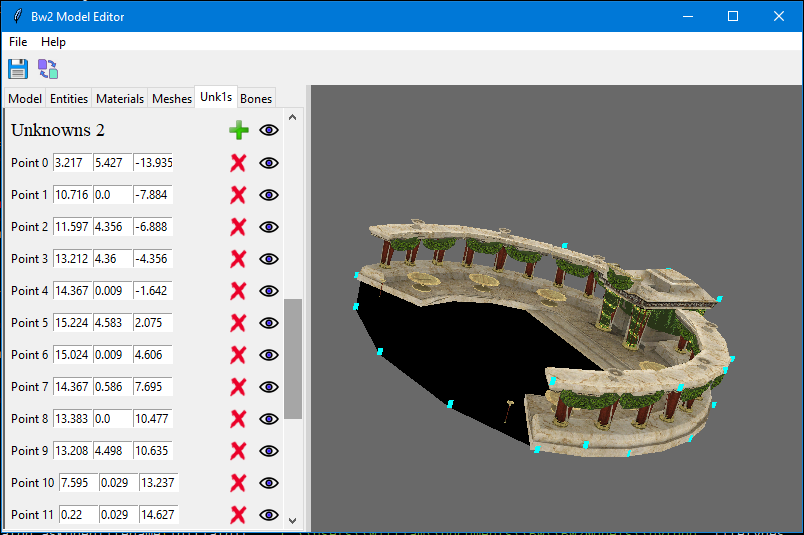 Bw2 Model Editor
File Help
Model Entities Materials Meshes Unk1s Bones
Unknowns 2
Point 0 3.217 5.427 -13.935
Point 1 10.716 0.0 -7.884
Point 2 11.597 4.356 -6.888
Point 3 13.212 4.36 -4.356
Point 4 14.367 0.009 -1.642
Point 5 15.224 4.583 2.075
Point 6 15.024 0.009 4.606
Point 7 14.367 0.586 7.695
Point 8 13.383 0.0 10.477
Point 9 13.208 4.498 10.635
Point 10 7.595 0.029 13.237
Point 11 0.22 0.029 14.627